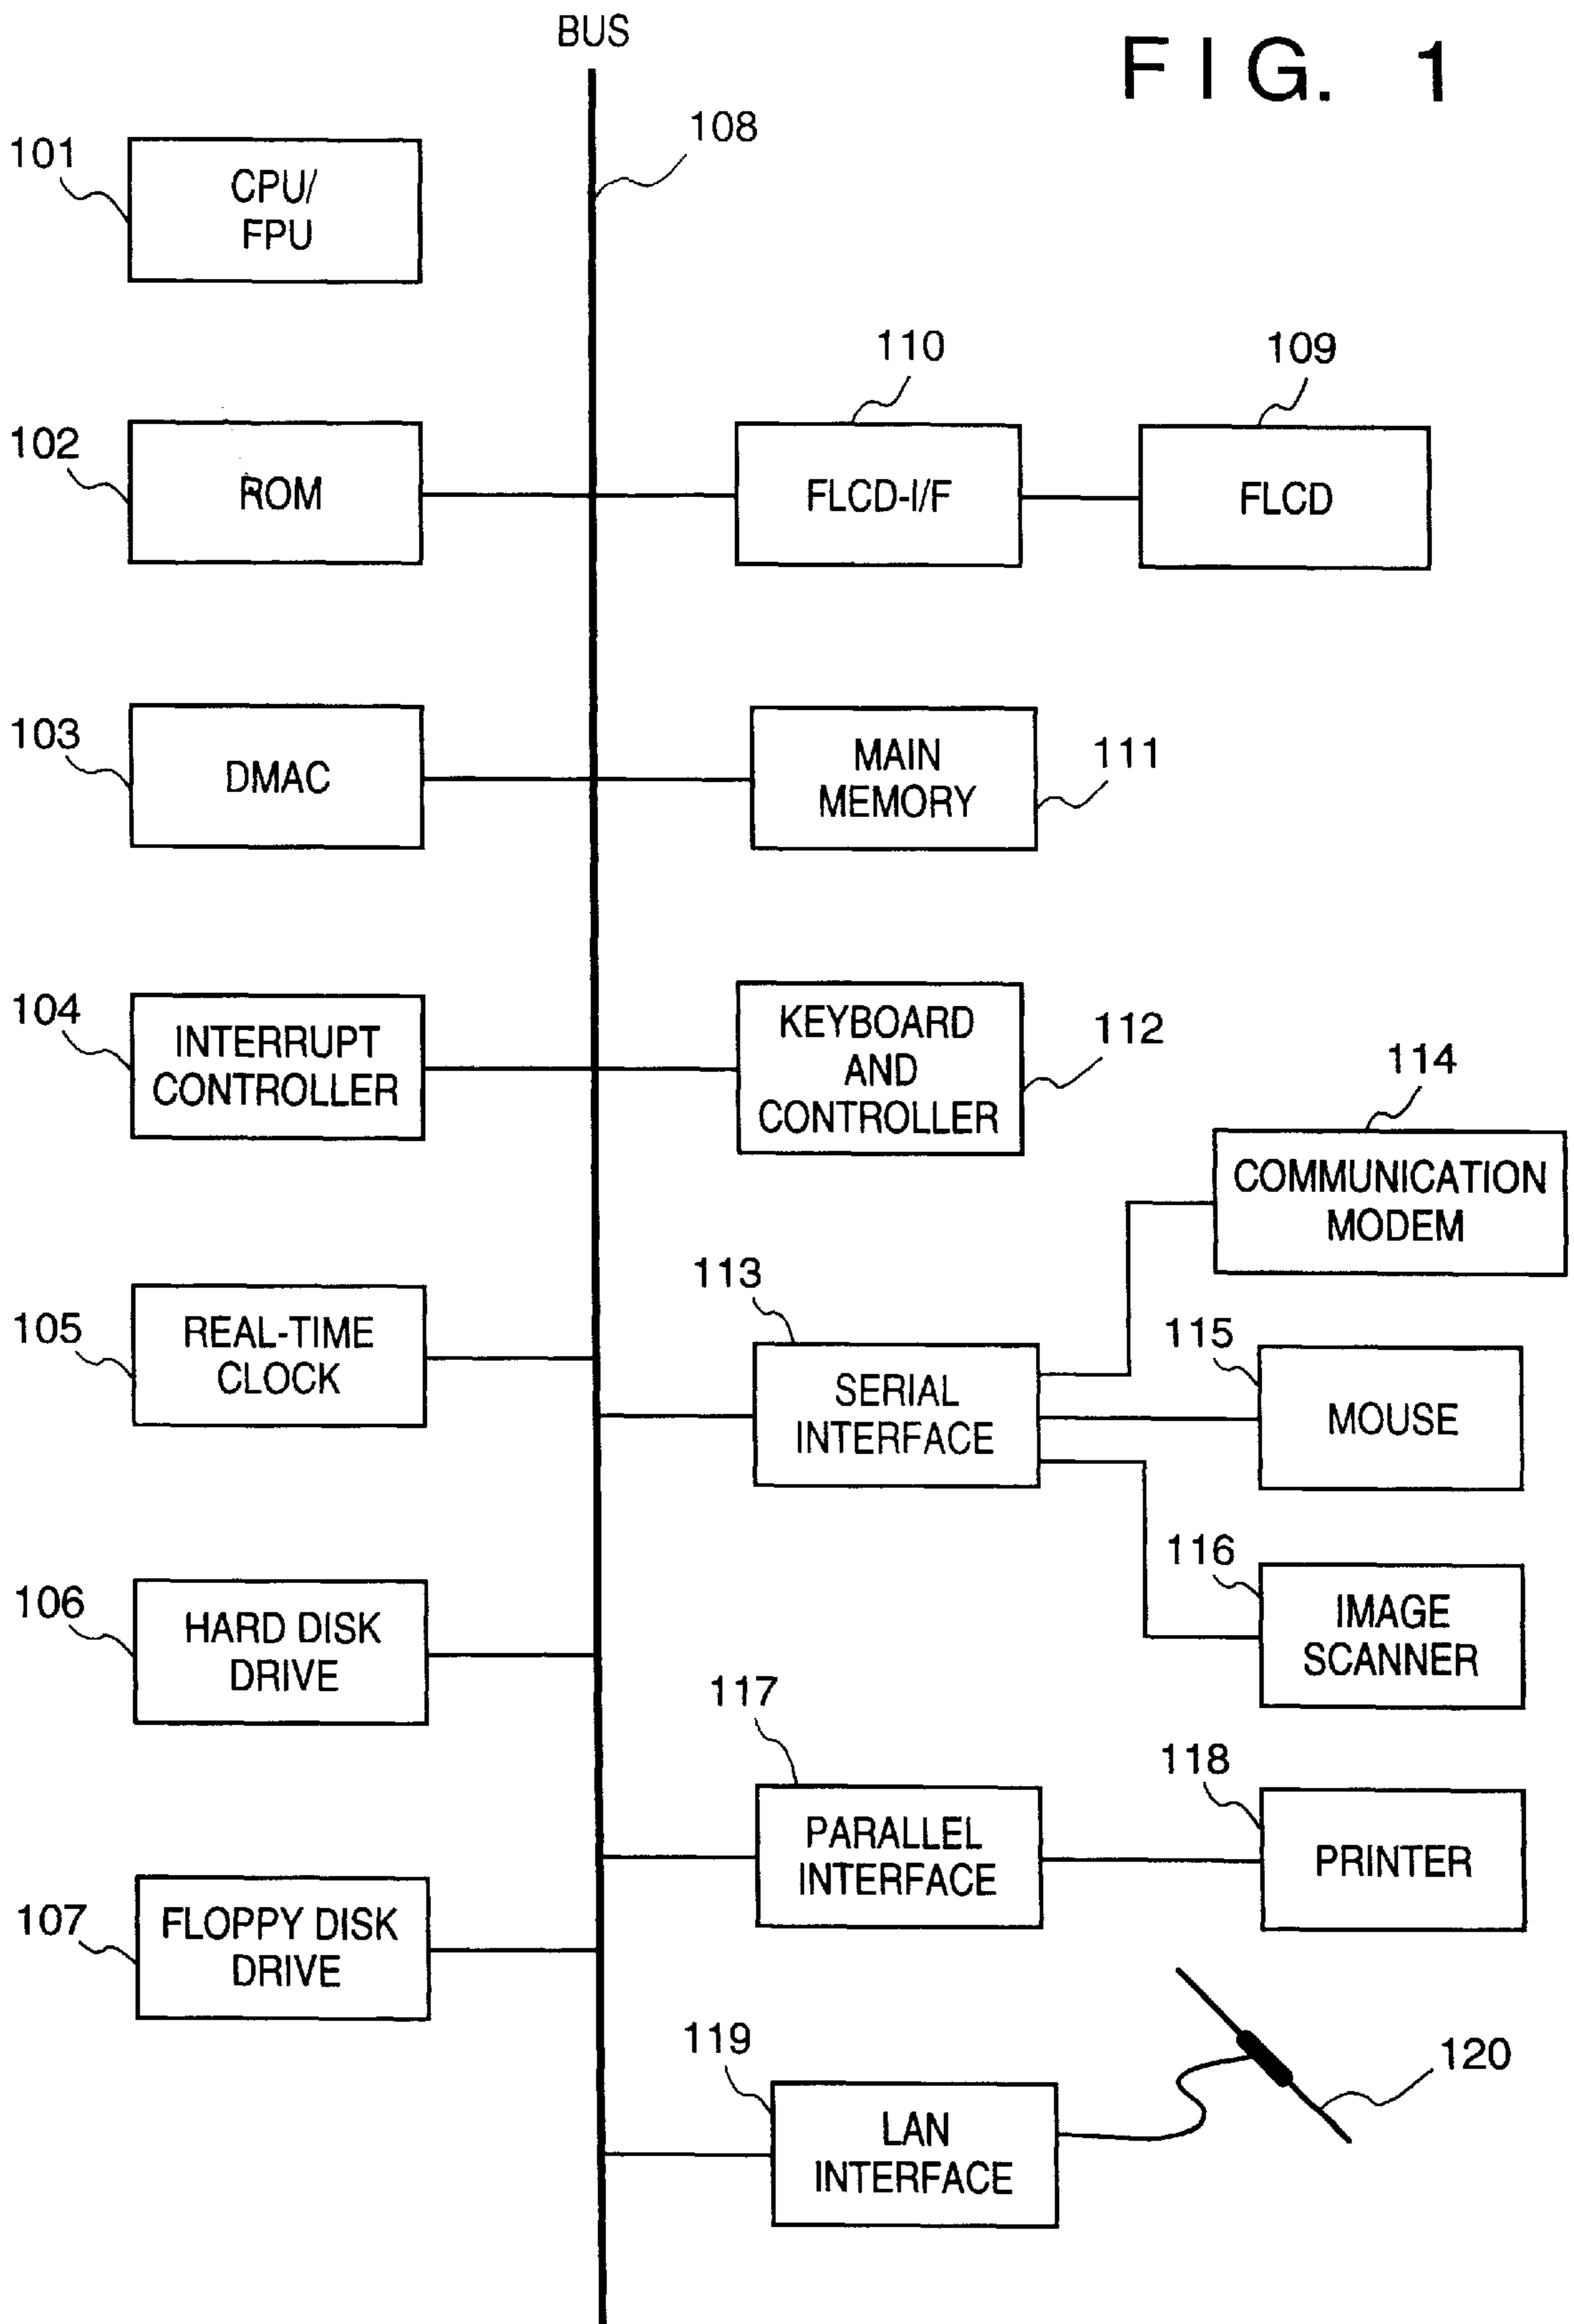 BUS
FIG. 1
108
101
CPU/
FPU
110
109
102
ROM
FLCD-I/F
FLCD
103
DMAC
MAIN
MEMORY
111
104
INTERRUPT
CONTROLLER
KEYBOARD
AND
CONTROLLER
112
114
COMMUNICATION
MODEM
105
REAL-TIME
CLOCK
113
SERIAL
INTERFACE
115
MOUSE
116
IMAGE
SCANNER
106
HARD DISK
DRIVE
117
PARALLEL
INTERFACE
118
PRINTER
107
FLOPPY DISK
DRIVE
119
LAN
INTERFACE
120